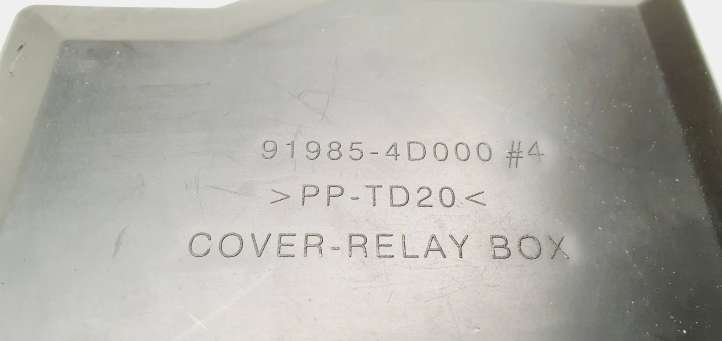 91985-4D000 #4
>PP-TD20<
COVER-RELAY BOX